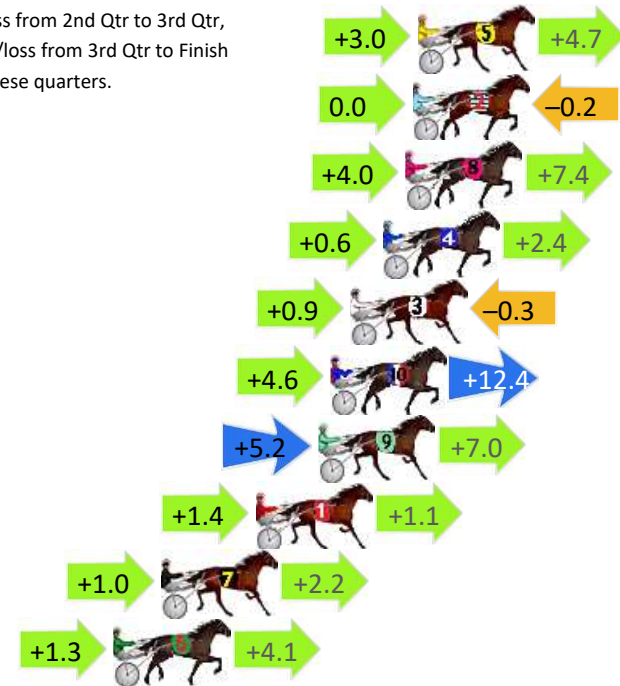 ss from 2nd Qtr to 3rd Qtr,
/loss from 3rd Qtr to Finish
ese quarters.
+3.0 5 +4.7
0.0 2 –0.2
+4.0 8 +7.4
+0.6 4 +2.4
+0.9 3 –0.3
+4.6 10 +12.4
+5.2 9 +7.0
+1.4 1 +1.1
+1.0 7 +2.2
+1.3 6 +4.1